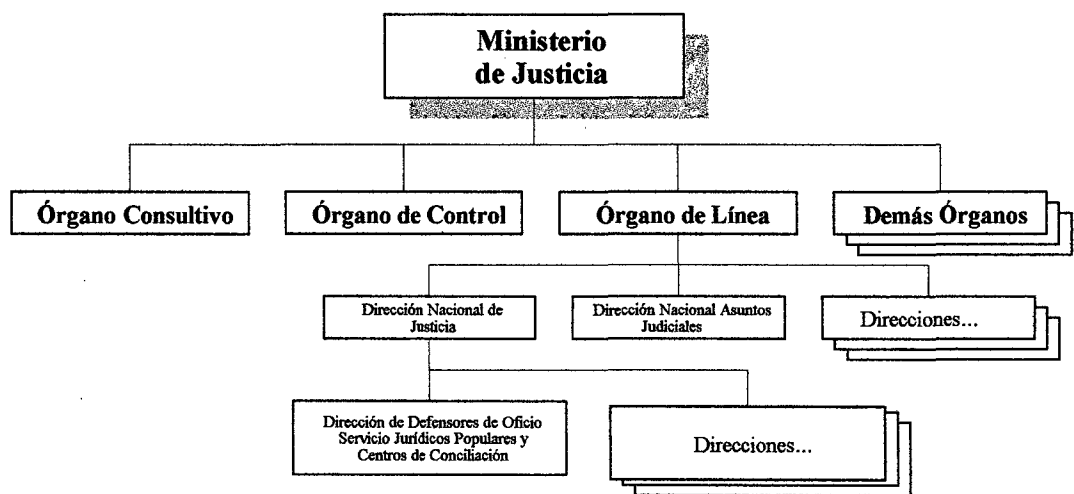 Ministerio
de Justicia
Órgano Consultivo
Órgano de Control
Órgano de Línea
Demás Órganos
Dirección Nacional de
Justicia
Dirección Nacional Asuntos
Judiciales
Direcciones...
Dirección de Defensores de Oficio
Servicio Jurídicos Populares y
Centros de Conciliación
Direcciones...